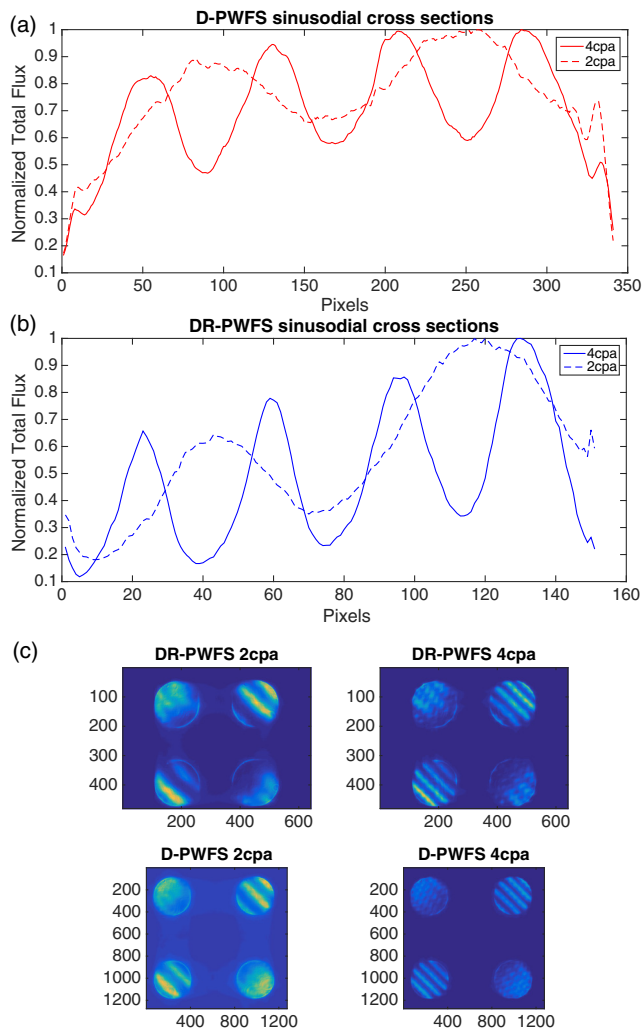 (a)
D-PWFS sinusodial cross sections
1
0.9
0.8
0.7
0.6
0.5
0.4
0.3
0.2
0.1
Normalized Total Flux
4cpa
2cpa
0 50 100 150 200 250 300 350
Pixels
(b)
DR-PWFS sinusodial cross sections
1
0.9
0.8
0.7
0.6
0.5
0.4
0.3
0.2
0.1
Normalized Total Flux
4cpa
2cpa
0 20 40 60 80 100 120 140 160
Pixels
(c)
DR-PWFS 2cpa
100
200
300
400
200 400 600
DR-PWFS 4cpa
100
200
300
400
200 400 600
D-PWFS 2cpa
200
400
600
800
1000
1200
400 800 1200
D-PWFS 4cpa
200
400
600
800
1000
1200
400 800 1200